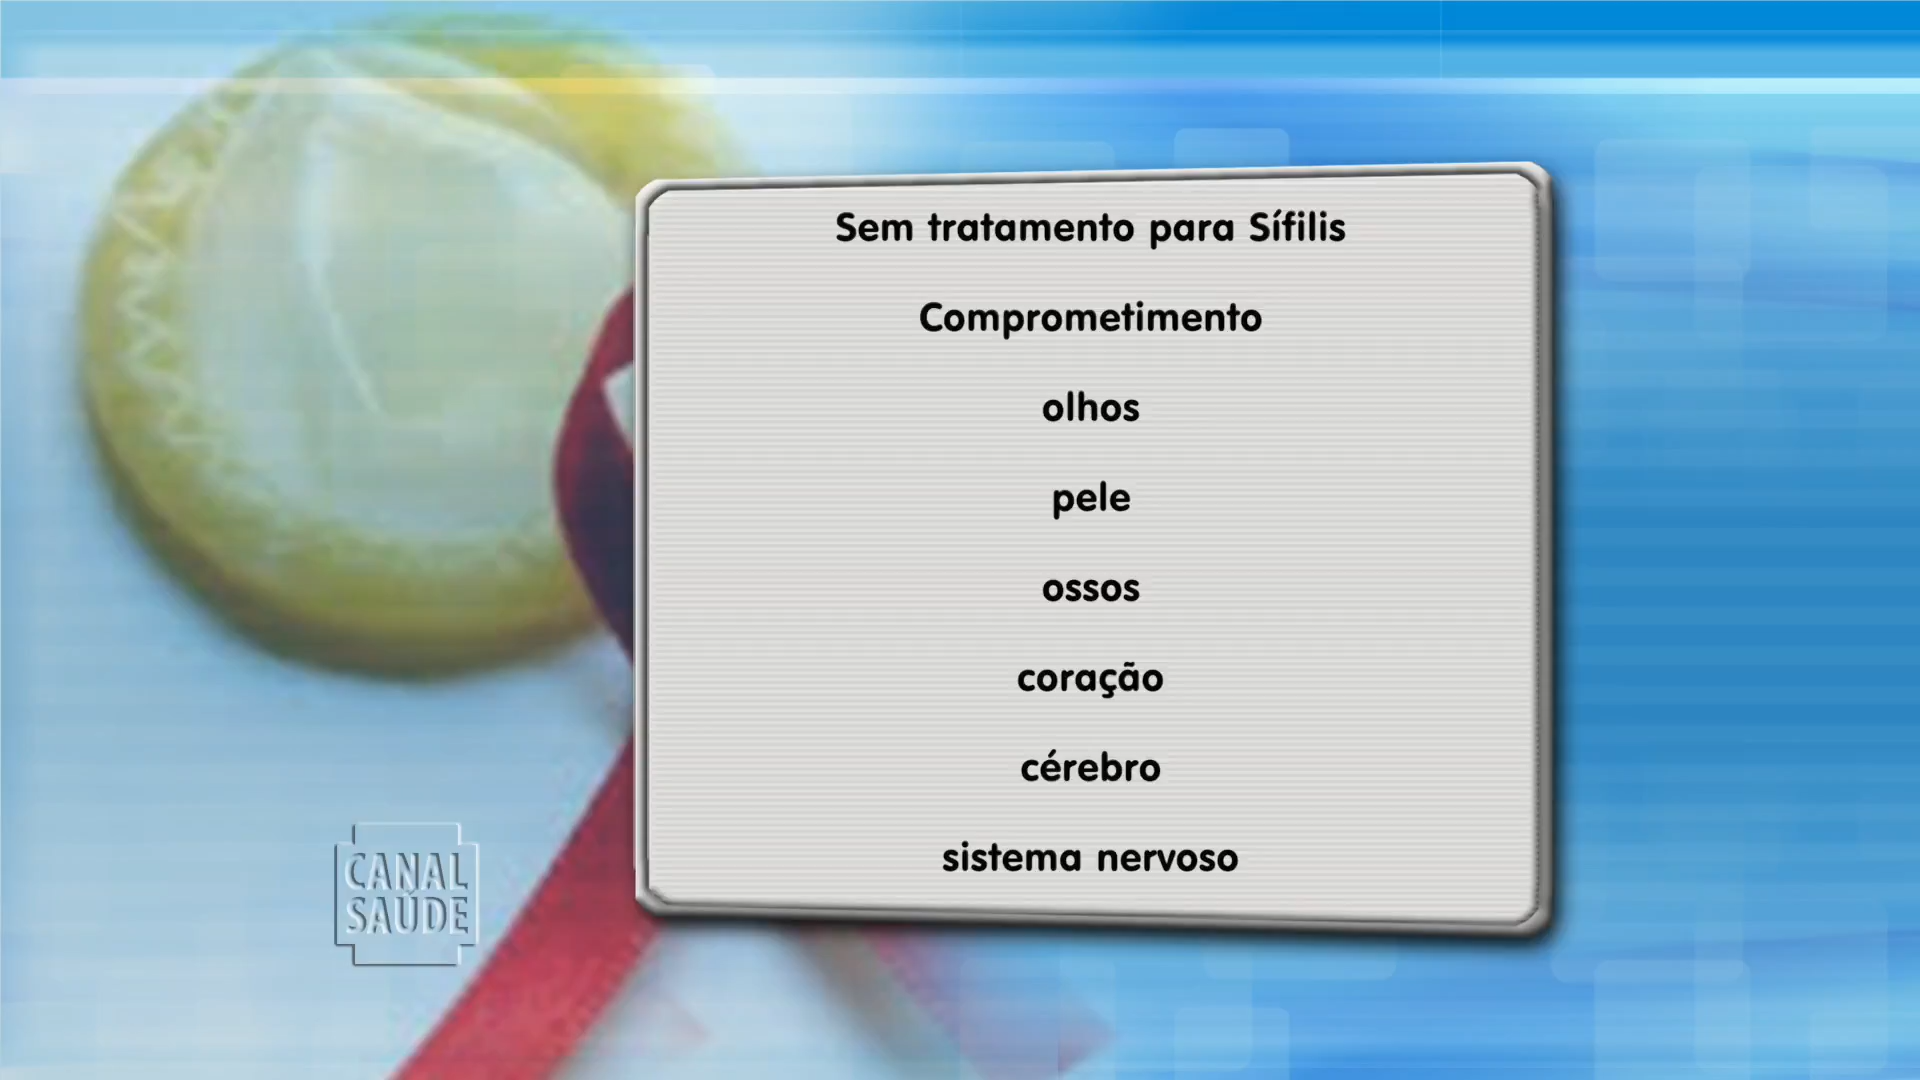 Sem tratamento para Sífilis
Comprometimento
olhos
pele
ossos
coração
cérebro
sistema nervoso
CANAL
SAÚDE